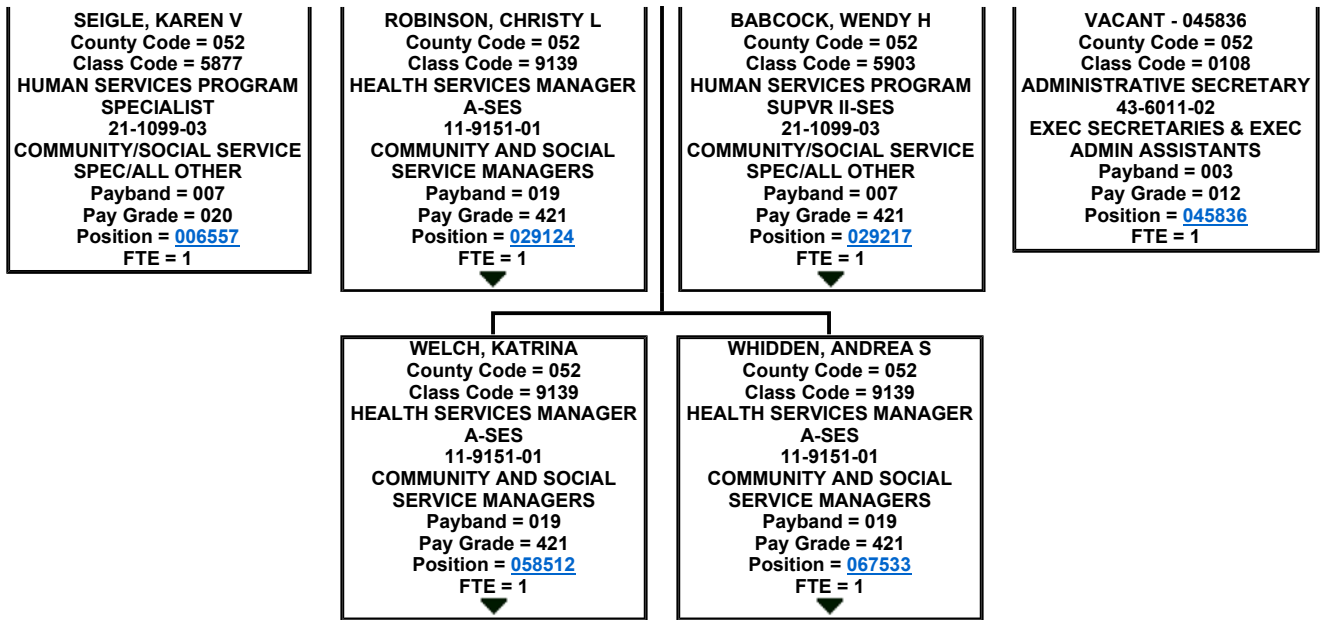 SEIGLE, KAREN V
County Code = 052
Class Code = 5877
HUMAN SERVICES PROGRAM
SPECIALIST
21-1099-03
COMMUNITY/SOCIAL SERVICE
SPEC/ALL OTHER
Payband = 007
Pay Grade = 020
Position = 006557
FTE = 1
ROBINSON, CHRISTY L
County Code = 052
Class Code = 9139
HEALTH SERVICES MANAGER
A-SES
11-9151-01
COMMUNITY AND SOCIAL
SERVICE MANAGERS
Payband = 019
Pay Grade = 421
Position = 029124
FTE = 1
BABCOCK, WENDY H
County Code = 052
Class Code = 5903
HUMAN SERVICES PROGRAM
SUPVR II-SES
21-1099-03
COMMUNITY/SOCIAL SERVICE
SPEC/ALL OTHER
Payband = 007
Pay Grade = 421
Position = 029217
FTE = 1
VACANT - 045836
County Code = 052
Class Code = 0108
ADMINISTRATIVE SECRETARY
43-6011-02
EXEC SECRETARIES & EXEC
ADMIN ASSISTANTS
Payband = 003
Pay Grade = 012
Position = 045836
FTE = 1
WELCH, KATRINA
County Code = 052
Class Code = 9139
HEALTH SERVICES MANAGER
A-SES
11-9151-01
COMMUNITY AND SOCIAL
SERVICE MANAGERS
Payband = 019
Pay Grade = 421
Position = 058512
FTE = 1
WHIDDEN, ANDREA S
County Code = 052
Class Code = 9139
HEALTH SERVICES MANAGER
A-SES
11-9151-01
COMMUNITY AND SOCIAL
SERVICE MANAGERS
Payband = 019
Pay Grade = 421
Position = 067533
FTE = 1